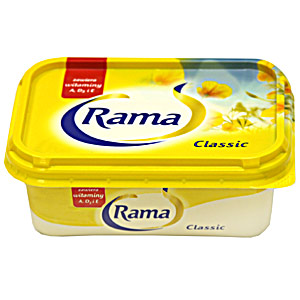 zawiera
witaminy
A, D₃ i E
Rama
Classic
zawiera
witaminy
A, D₃ i E
Rama
Classic